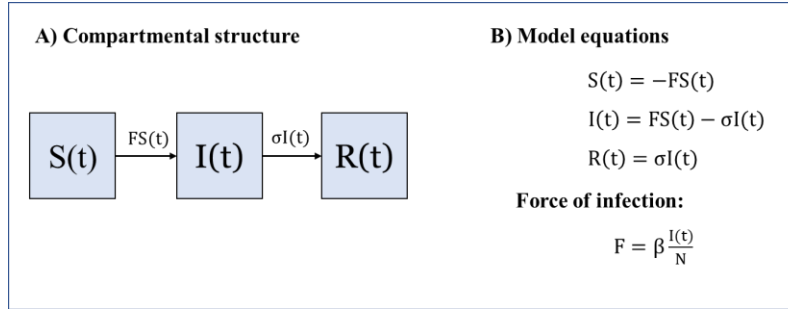 A) Compartmental structure
FS(t)
σI(t)
S(t)
I(t)
R(t)
B) Model equations
S(t) = −FS(t)
I(t) = FS(t) − σI(t)
R(t) = σI(t)
Force of infection:
F = β I(t)/N